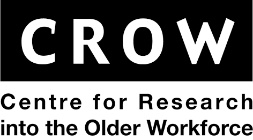 CROW
Centre for Research
into the Older Workforce